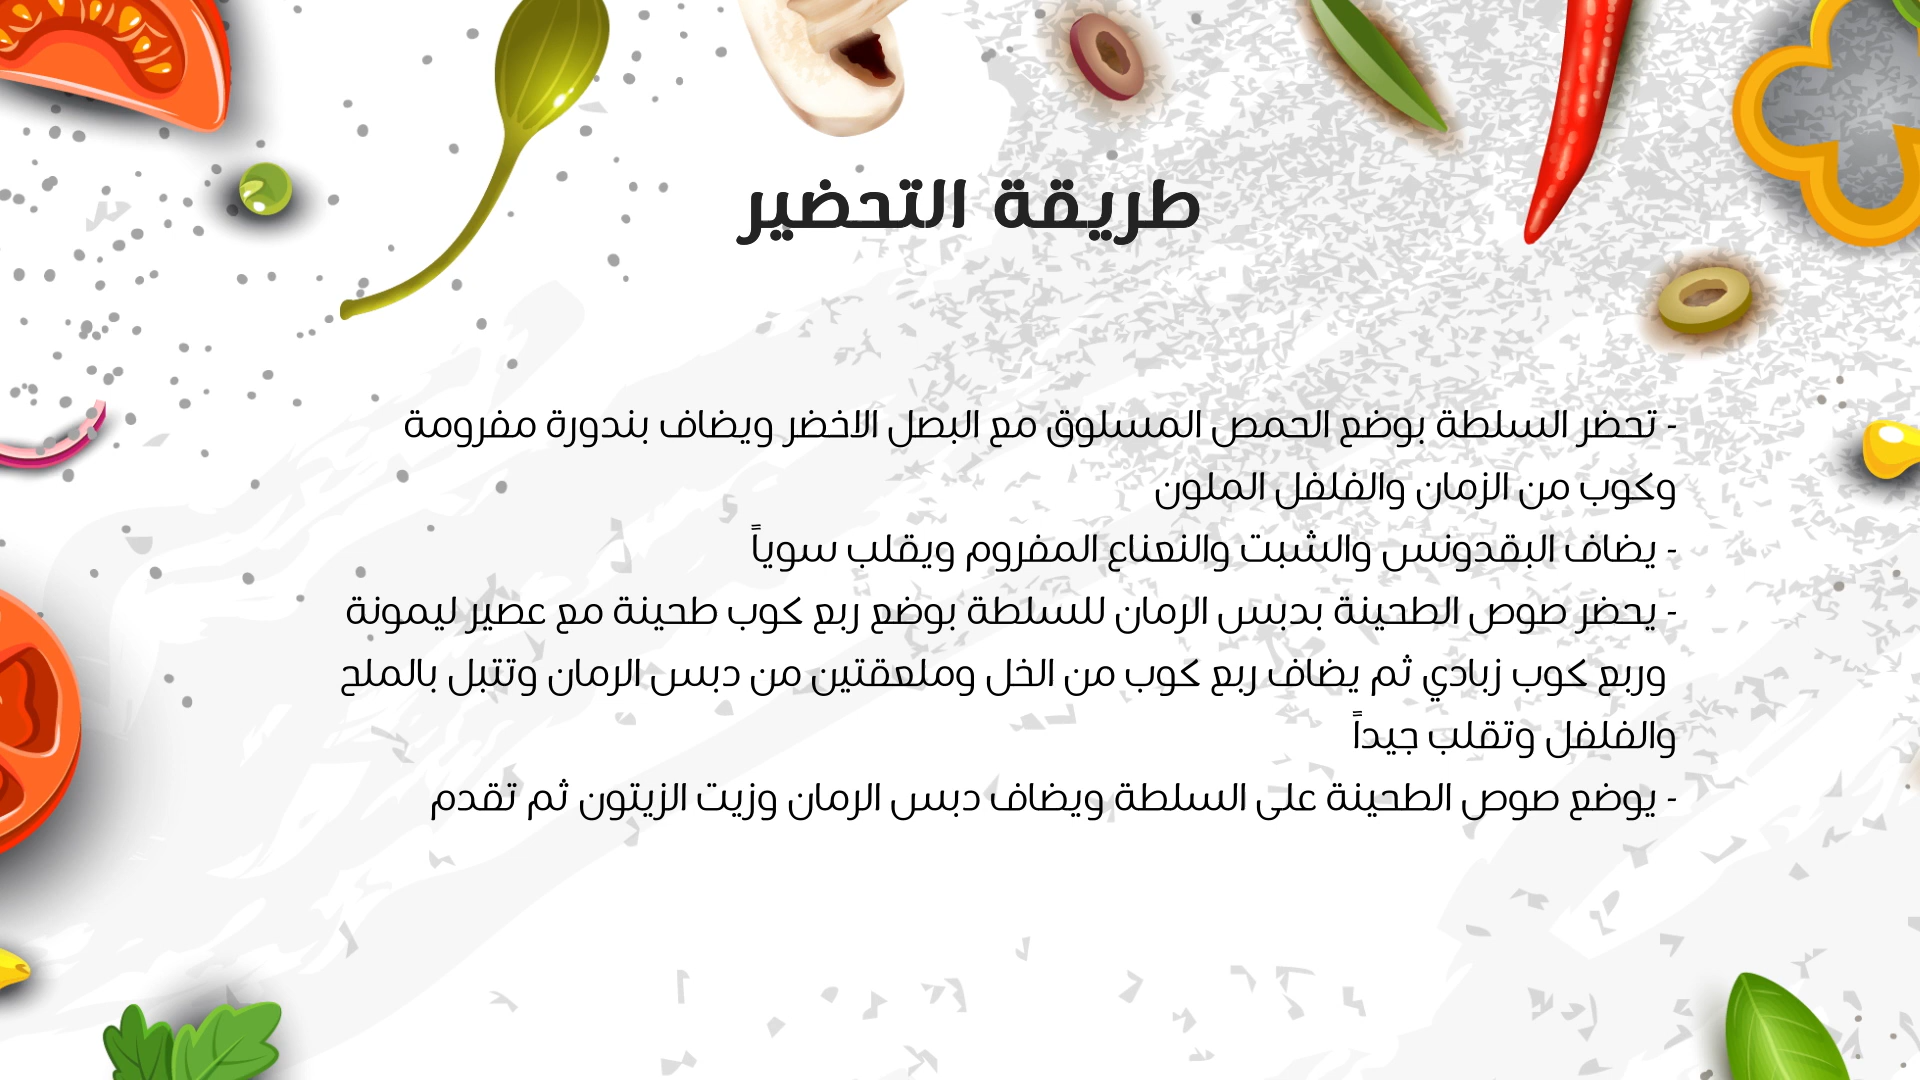 طريقة التحضير
- تحضر السلطة بوضع الحمص المسلوق مع البصل الاخضر ويضاف بندورة مفرومة
وكوب من الزمان والفلفل الملون
- يضاف البقدونس والشبت والنعناع المفروم ويقلب سوياً
- يحضر صوص الطحينة بدبس الرمان للسلطة بوضع ربع كوب طحينة مع عصير ليمونة
وربع كوب زبادي ثم يضاف ربع كوب من الخل وملعقتين من دبس الرمان وتتبل بالملح
والفلفل وتقلب جيداً
- يوضع صوص الطحينة على السلطة ويضاف دبس الرمان وزيت الزيتون ثم تقدم